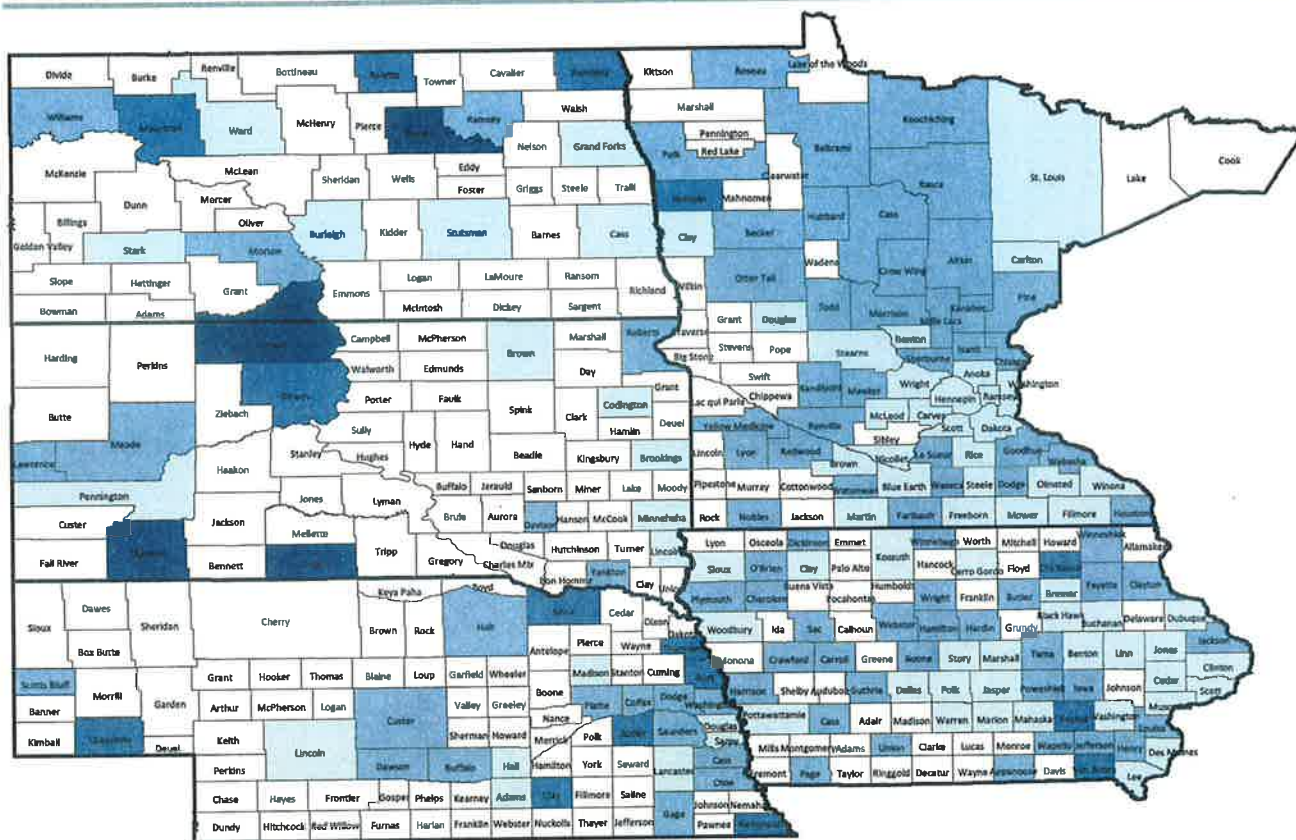 Divide
Burke
Renville
Bottineau
Rolette
Towner
Cavalier
Pembina
Williams
Mountrail
Ward
McHenry
Pierce
Benson
Ramsey
Walsh
Nelson
Grand Forks
McKenzie
McLean
Sheridan
Wells
Eddy
Foster
Griggs
Steele
Traill
Dunn
Mercer
Oliver
Billings
Golden Valley
Stark
Morton
Burleigh
Kidder
Stutsman
Barnes
Cass
Slope
Hettinger
Grant
Emmons
Logan
LaMoure
Ransom
Richland
Bowman
Adams
McIntosh
Dickey
Sargent
Kittson
Roseau
Lake of the Woods
Marshall
Pennington
Red Lake
Polk
Beltrami
Koochiching
Clearwater
Itasca
St. Louis
Lake
Cook
Norman
Mahnomen
Clay
Becker
Hubbard
Cass
Wadena
Crow Wing
Aitkin
Carlton
Wilkin
Otter Tail
Todd
Morrison
Mille Lacs
Kanabec
Pine
Grant
Douglas
Traverse
Stevens
Pope
Stearns
Benton
Sherburne
Isanti
Chisago
Big Stone
Swift
Kandiyohi
Meeker
Wright
Anoka
Washington
Hennepin
Ramsey
Lac qui Parle
Chippewa
McLeod
Carver
Scott
Dakota
Yellow Medicine
Renville
Sibley
Lincoln
Lyon
Redwood
Brown
Nicollet
Le Sueur
Rice
Goodhue
Wabasha
Pipestone
Murray
Cottonwood
Watonwan
Blue Earth
Waseca
Steele
Dodge
Olmsted
Winona
Rock
Nobles
Jackson
Martin
Faribault
Freeborn
Mower
Fillmore
Houston
Harding
Perkins
Campbell
McPherson
Brown
Marshall
Roberts
Walworth
Edmunds
Day
Butte
Ziebach
Dewey
Potter
Faulk
Spink
Clark
Codington
Grant
Hamlin
Deuel
Meade
Sully
Hyde
Hand
Beadle
Kingsbury
Brookings
Lawrence
Haakon
Stanley
Hughes
Pennington
Jones
Lyman
Buffalo
Jerauld
Sanborn
Miner
Lake
Moody
Custer
Jackson
Mellette
Brule
Aurora
Davison
Hanson
McCook
Minnehaha
Fall River
Bennett
Tripp
Gregory
Douglas
Charles Mix
Hutchinson
Turner
Lincoln
Bon Homme
Yankton
Clay
Lyon
Osceola
Dickinson
Emmet
Kossuth
Winnebago
Worth
Mitchell
Howard
Winneshiek
Allamakee
Sioux
O'Brien
Clay
Palo Alto
Hancock
Cerro Gordo
Floyd
Chickasaw
Plymouth
Cherokee
Buena Vista
Pocahontas
Humboldt
Wright
Franklin
Butler
Bremer
Fayette
Clayton
Woodbury
Ida
Sac
Calhoun
Webster
Hamilton
Hardin
Grundy
Black Hawk
Buchanan
Delaware
Dubuque
Monona
Crawford
Carroll
Greene
Boone
Story
Marshall
Tama
Benton
Linn
Jones
Jackson
Clinton
Harrison
Shelby
Audubon
Guthrie
Dallas
Polk
Jasper
Poweshiek
Iowa
Johnson
Cedar
Scott
Pottawattamie
Cass
Adair
Madison
Warren
Marion
Mahaska
Keokuk
Washington
Louisa
Mills
Montgomery
Adams
Union
Clarke
Lucas
Monroe
Wapello
Jefferson
Henry
Des Moines
Fremont
Page
Taylor
Ringgold
Decatur
Wayne
Appanoose
Davis
Van Buren
Lee
Sioux
Dawes
Sheridan
Cherry
Keya Paha
Boyd
Brown
Rock
Holt
Knox
Cedar
Dixon
Dakota
Box Butte
Antelope
Pierce
Wayne
Scotts Bluff
Morrill
Garden
Grant
Hooker
Thomas
Blaine
Loup
Garfield
Wheeler
Madison
Stanton
Cuming
Burt
Banner
Arthur
McPherson
Logan
Custer
Valley
Greeley
Boone
Platte
Colfax
Dodge
Washington
Kimball
Cheyenne
Deuel
Keith
Lincoln
Sherman
Howard
Nance
Merrick
Polk
Butler
Saunders
Douglas
Sarpy
Perkins
Dawson
Buffalo
Hall
Hamilton
York
Seward
Lancaster
Cass
Otoe
Chase
Hayes
Frontier
Gosper
Phelps
Kearney
Adams
Clay
Fillmore
Saline
Gage
Johnson
Nemaha
Dundy
Hitchcock
Red Willow
Furnas
Harlan
Franklin
Webster
Nuckolls
Thayer
Jefferson
Pawnee
Richardson